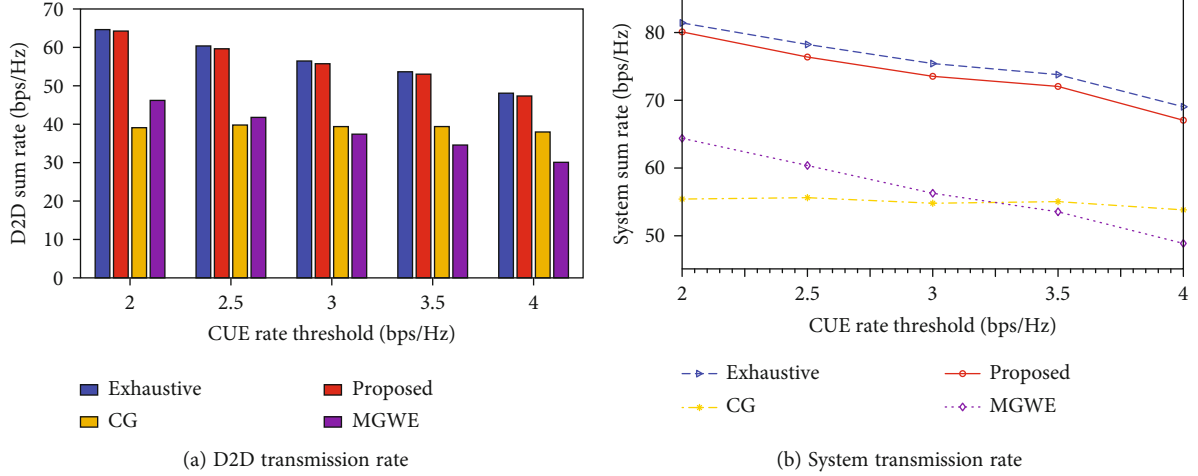 70
60
50
40
30
20
10
0
D2D sum rate (bps/Hz)
2 2.5 3 3.5 4
CUE rate threshold (bps/Hz)
Exhaustive Proposed
CG MGWE
(a) D2D transmission rate
80
70
60
50
System sum rate (bps/Hz)
2 2.5 3 3.5 4
CUE rate threshold (bps/Hz)
Exhaustive Proposed
CG MGWE
(b) System transmission rate